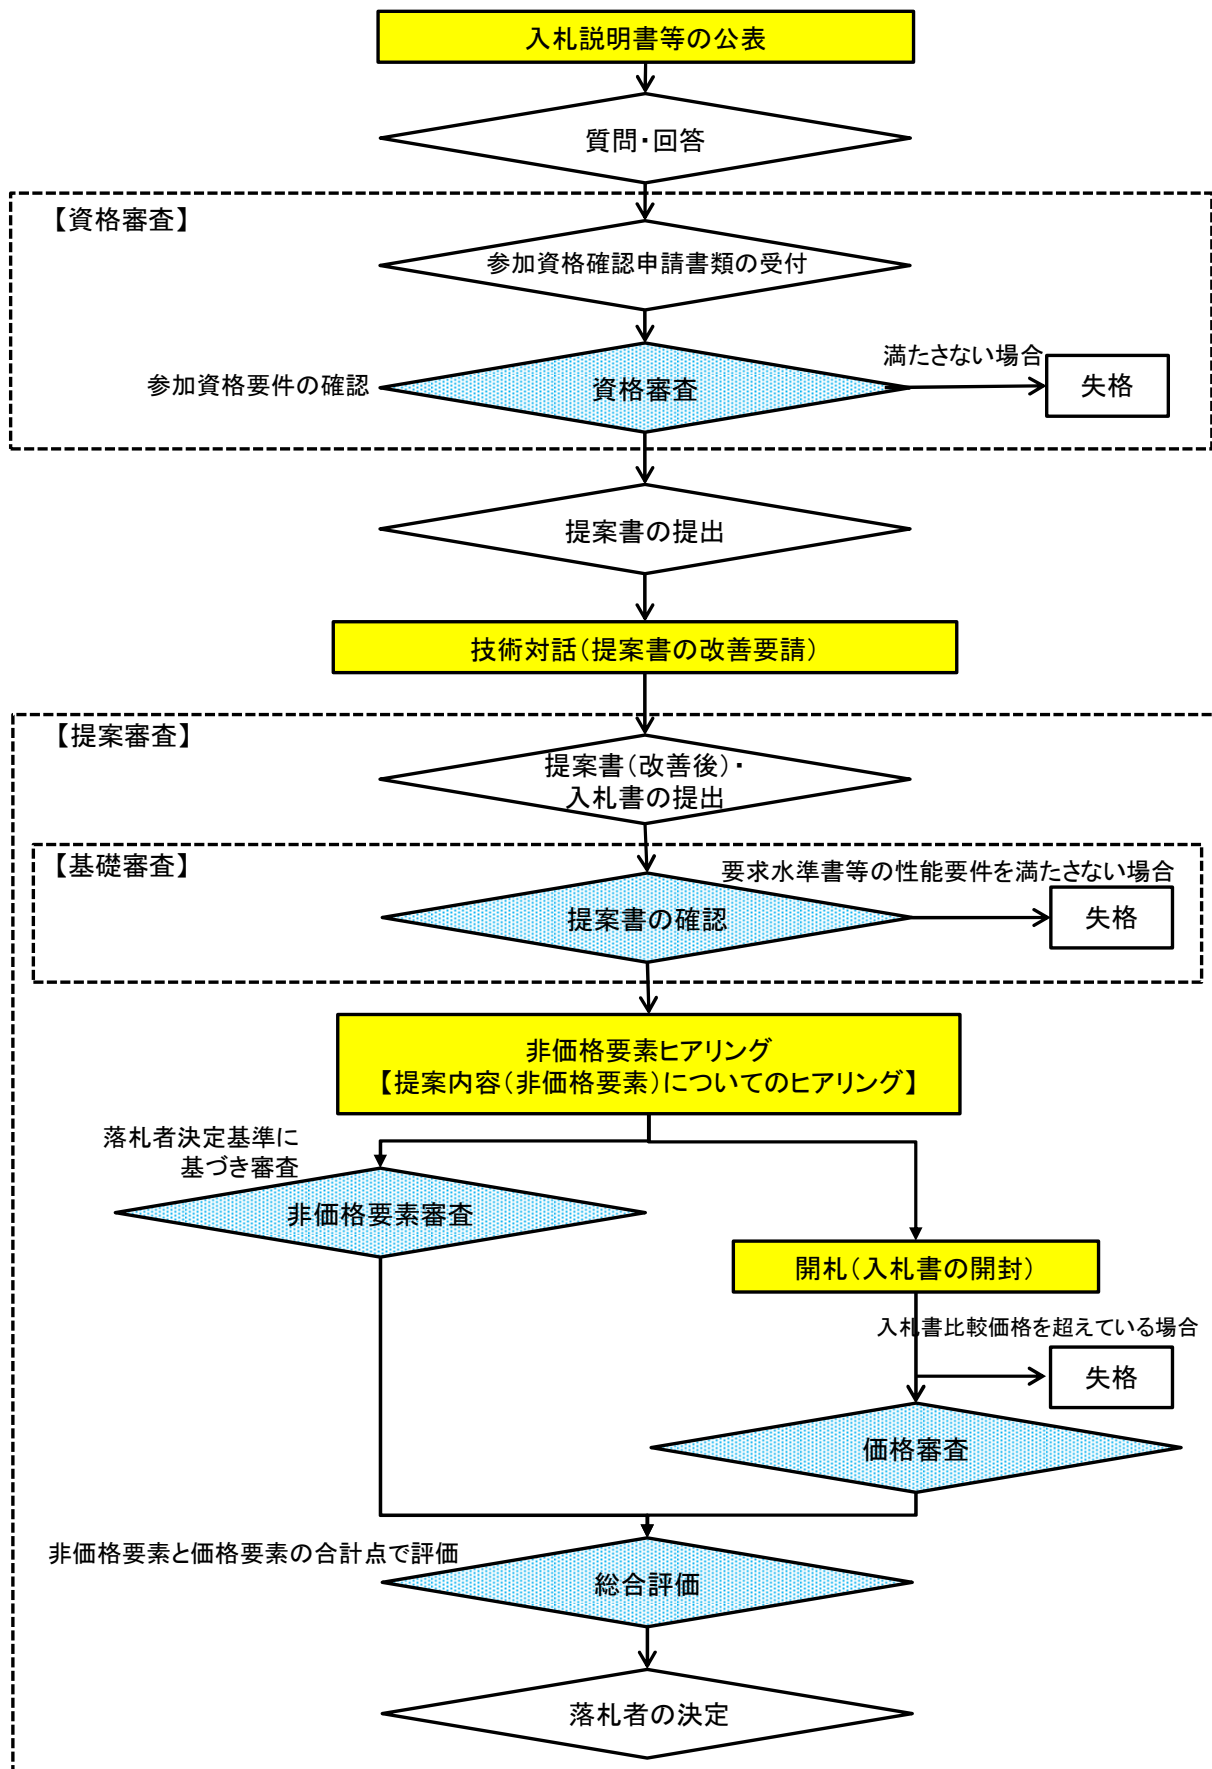 入札説明書等の公表
質問・回答
【資格審査】
参加資格確認申請書類の受付
満たさない場合
参加資格要件の確認
資格審査
失格
提案書の提出
技術対話（提案書の改善要請）
【提案審査】
提案書（改善後）・
入札書の提出
【基礎審査】
要求水準書等の性能要件を満たさない場合
提案書の確認
失格
非価格要素ヒアリング
【提案内容（非価格要素）についてのヒアリング】
落札者決定基準に
基づき審査
非価格要素審査
開札（入札書の開封）
入札書比較価格を超えている場合
失格
価格審査
非価格要素と価格要素の合計点で評価
総合評価
落札者の決定